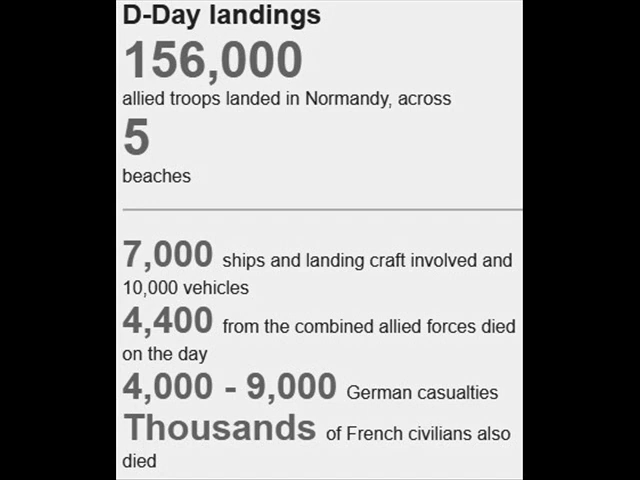 D-Day landings
156,000
allied troops landed in Normandy, across
5
beaches
7,000 ships and landing craft involved and
10,000 vehicles
4,400 from the combined allied forces died
on the day
4,000 - 9,000 German casualties
Thousands of French civilians also
died